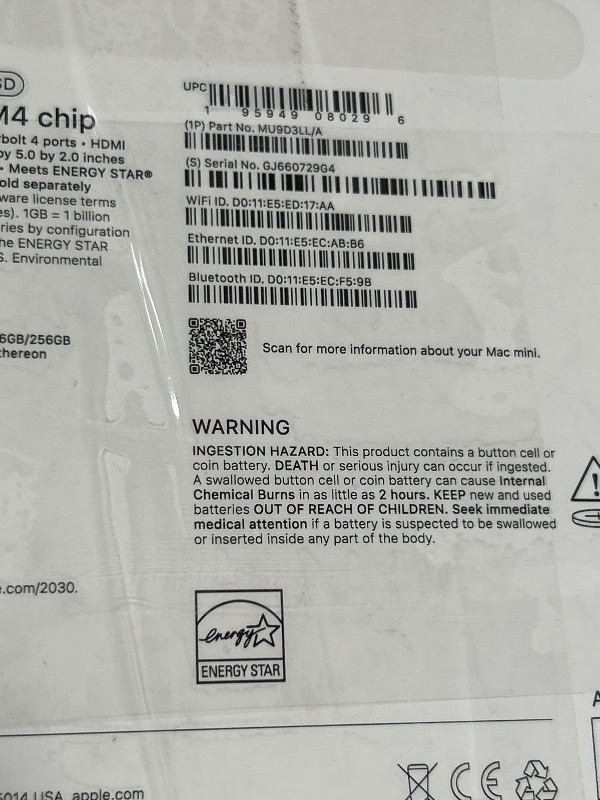 SD
M4 chip
bolt 4 ports • HDMI
by 5.0 by 2.0 inches
• Meets ENERGY STAR®
old separately
ware license terms
es). 1GB = 1 billion
ries by configuration
he ENERGY STAR
S. Environmental
6GB/256GB
thereon
e.com/2030.
UPC
1 95949 08029 6
(1P) Part No. MU9D3LL/A
(S) Serial No. GJ660729G4
WiFi ID. D0:11:E5:ED:17:AA
Ethernet ID. D0:11:E5:EC:AB:B6
Bluetooth ID. D0:11:E5:EC:F5:9B
Scan for more information about your Mac mini.
WARNING
INGESTION HAZARD: This product contains a button cell or
coin battery. DEATH or serious injury can occur if ingested.
A swallowed button cell or coin battery can cause Internal
Chemical Burns in as little as 2 hours. KEEP new and used
batteries OUT OF REACH OF CHILDREN. Seek immediate
medical attention if a battery is suspected to be swallowed
or inserted inside any part of the body.
energy
ENERGY STAR
5014 USA apple.com
CE